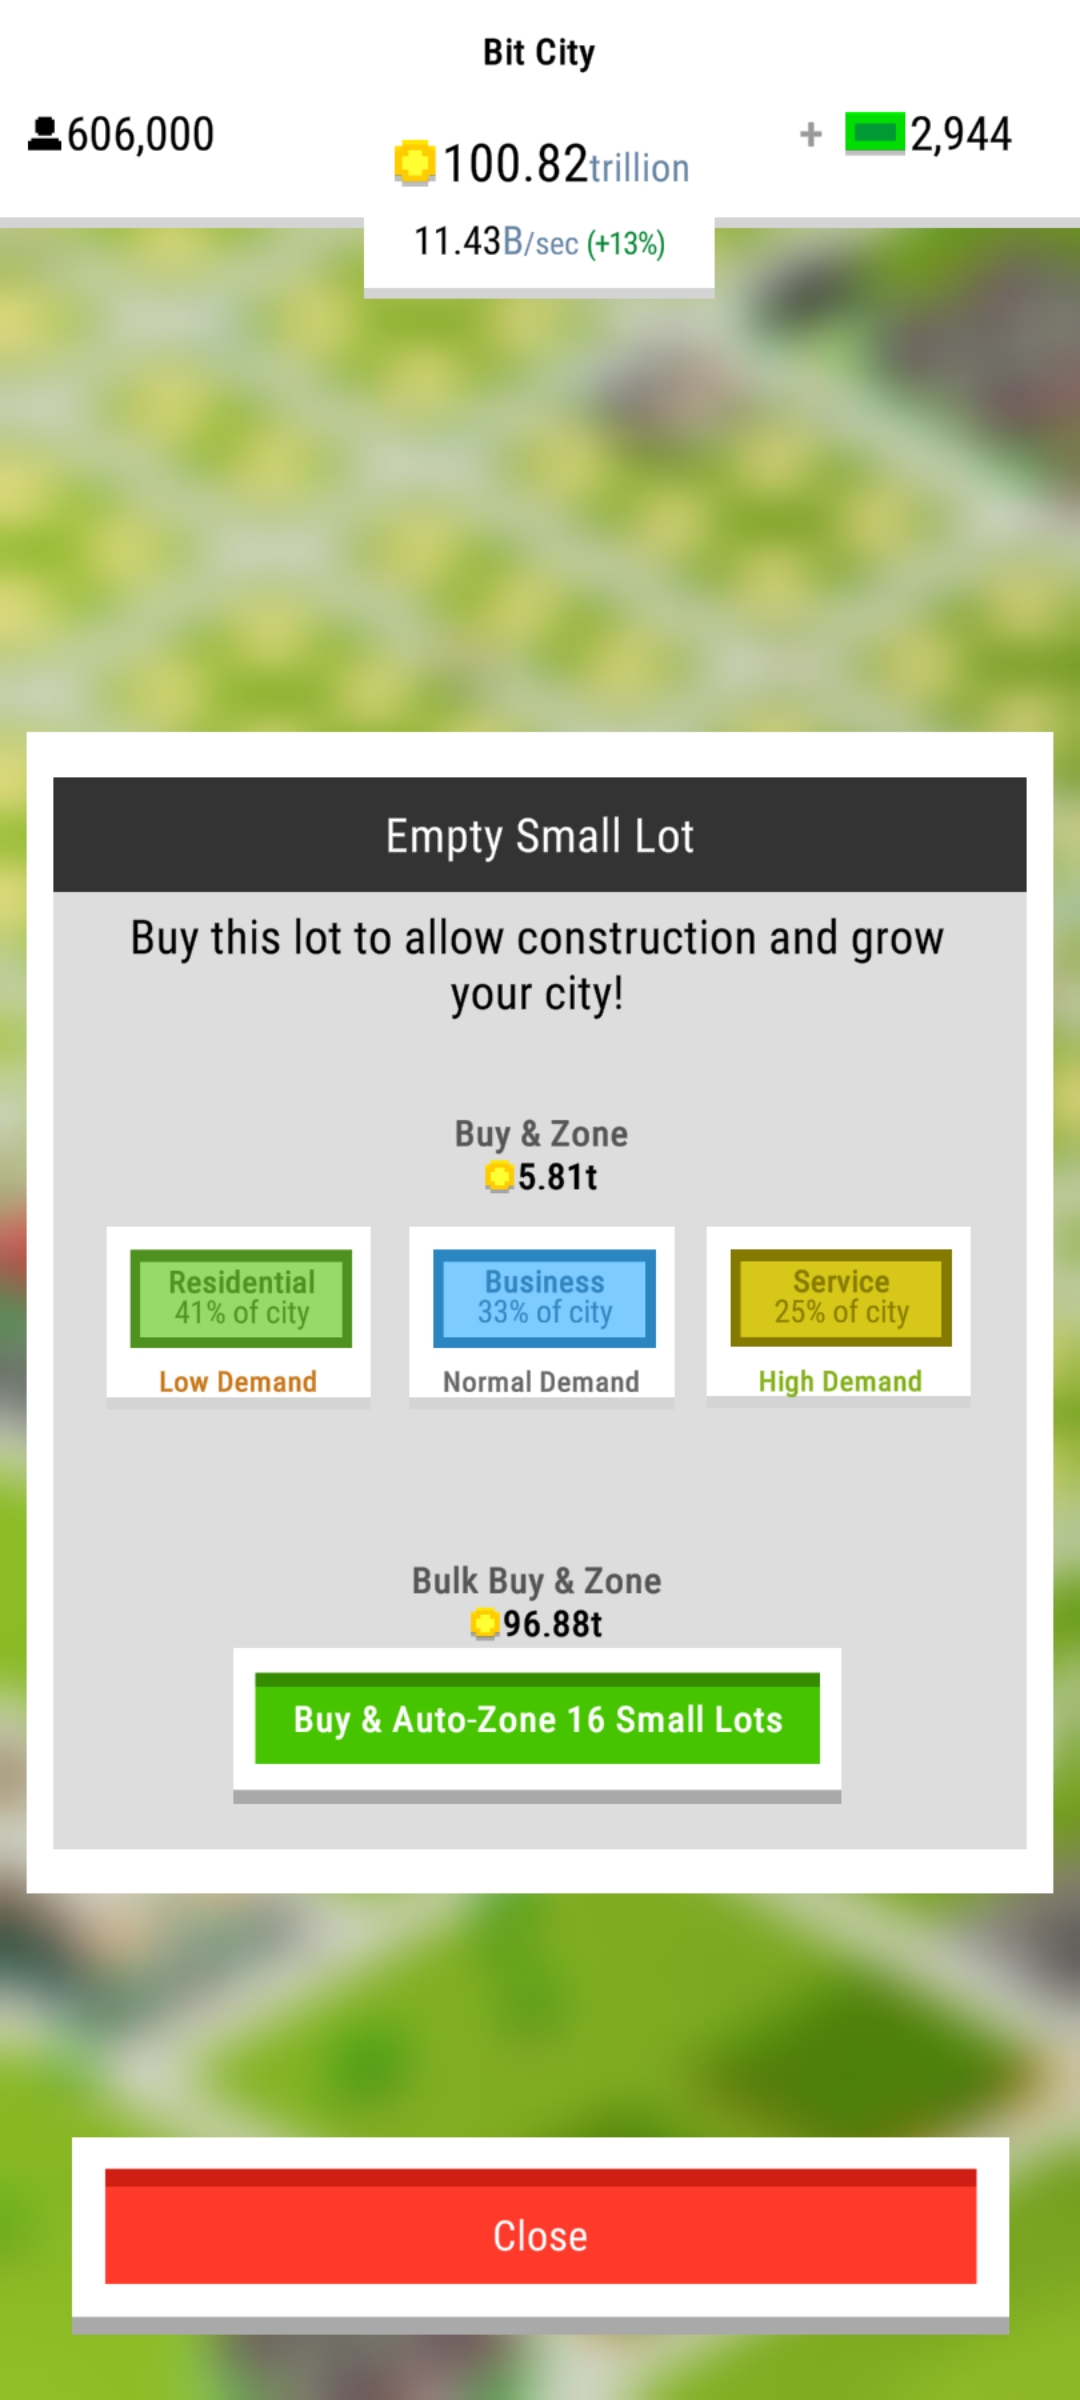 Bit City
606,000
100.82trillion
+ 2,944
11.43B/sec (+13%)
Empty Small Lot
Buy this lot to allow construction and grow
your city!
Buy & Zone
5.81t
Residential
41% of city
Low Demand
Business
33% of city
Normal Demand
Service
25% of city
High Demand
Bulk Buy & Zone
96.88t
Buy & Auto-Zone 16 Small Lots
Close